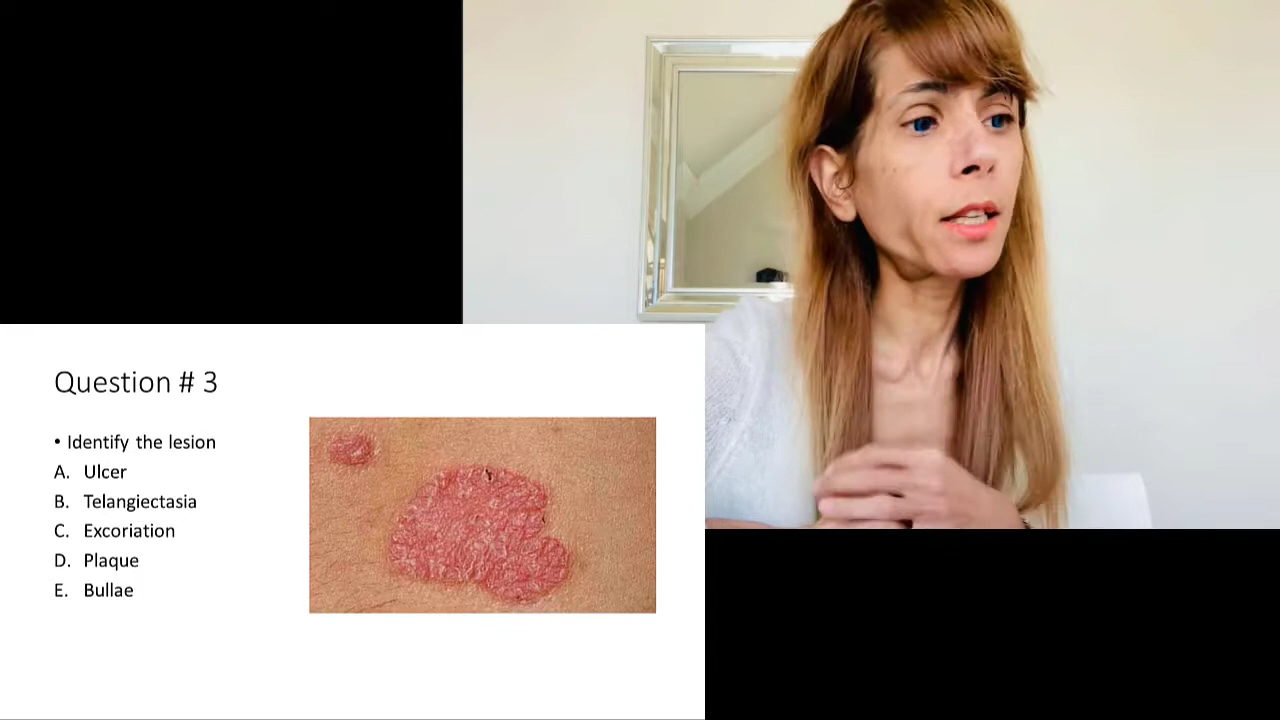 Question # 3
• Identify the lesion
A. Ulcer
B. Telangiectasia
C. Excoriation
D. Plaque
E. Bullae